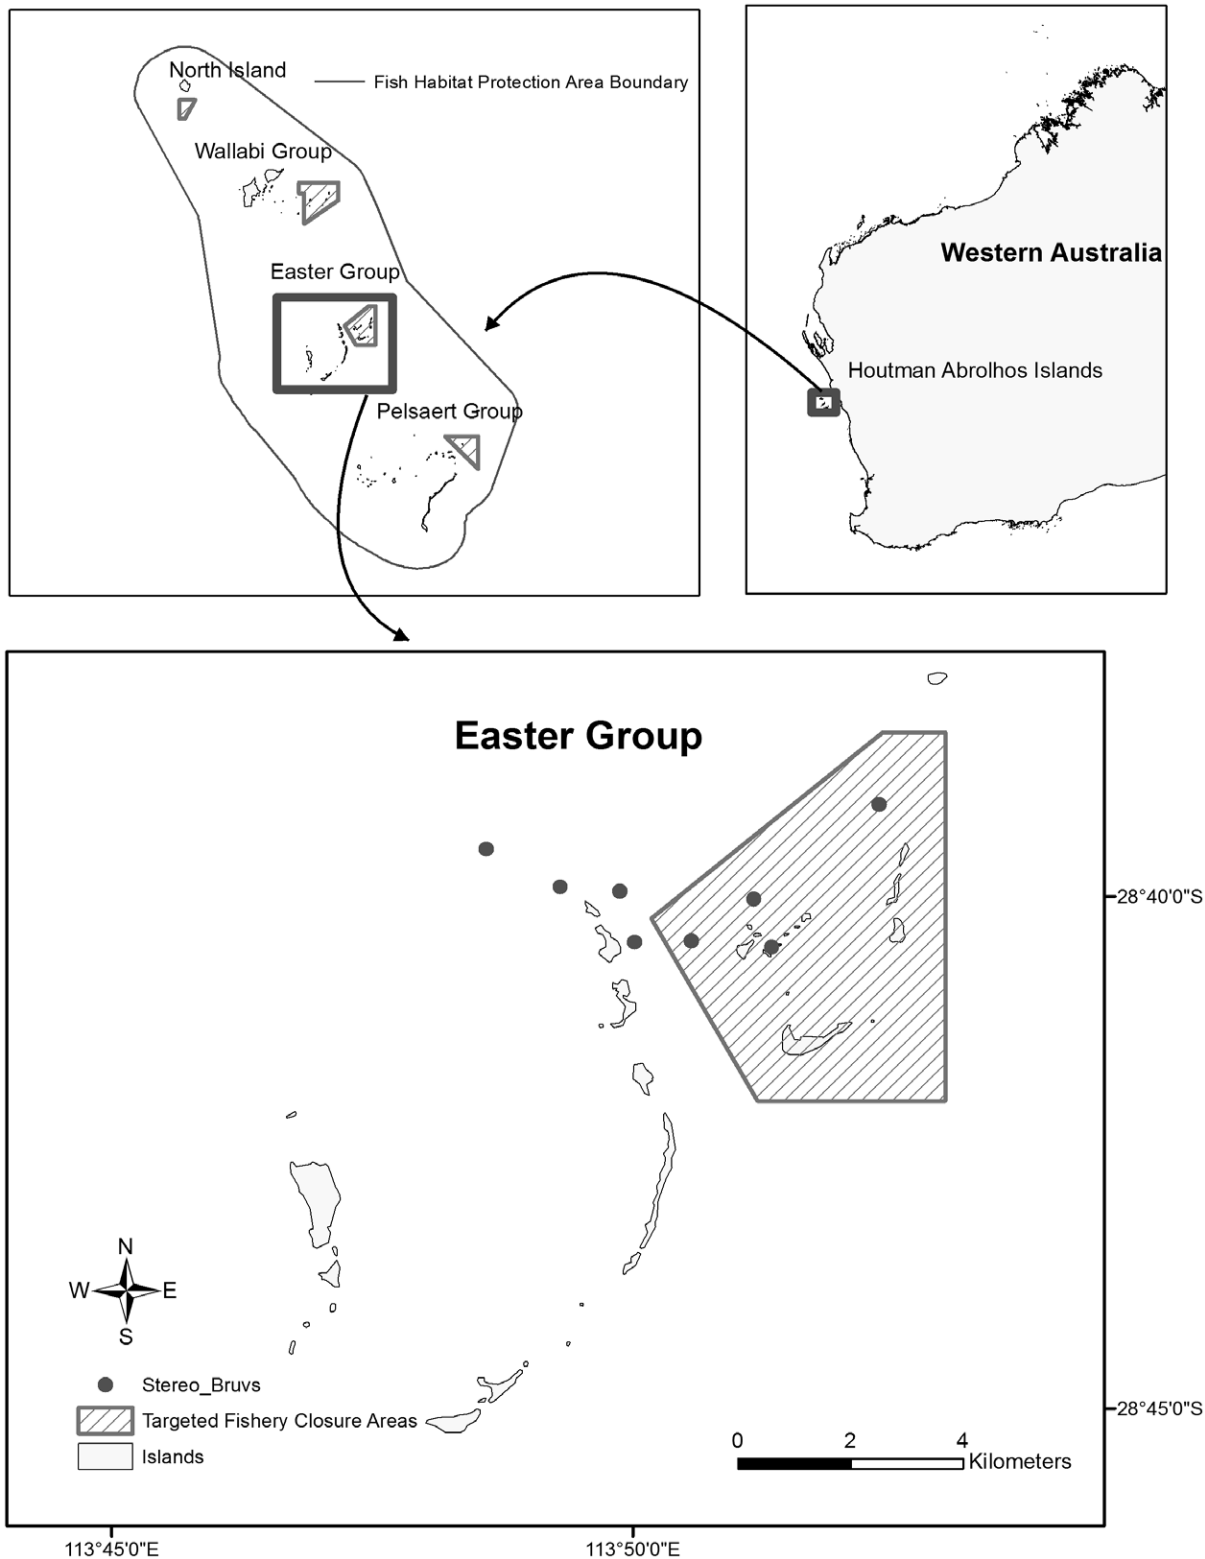 North Island
Fish Habitat Protection Area Boundary
Wallabi Group
Easter Group
Pelsaert Group
Western Australia
Houtman Abrolhos Islands
Easter Group
28°40'0"S
N
W E
S
Stereo_Bruvs
Targeted Fishery Closure Areas
Islands
28°45'0"S
0 2 4
Kilometers
113°45'0"E
113°50'0"E